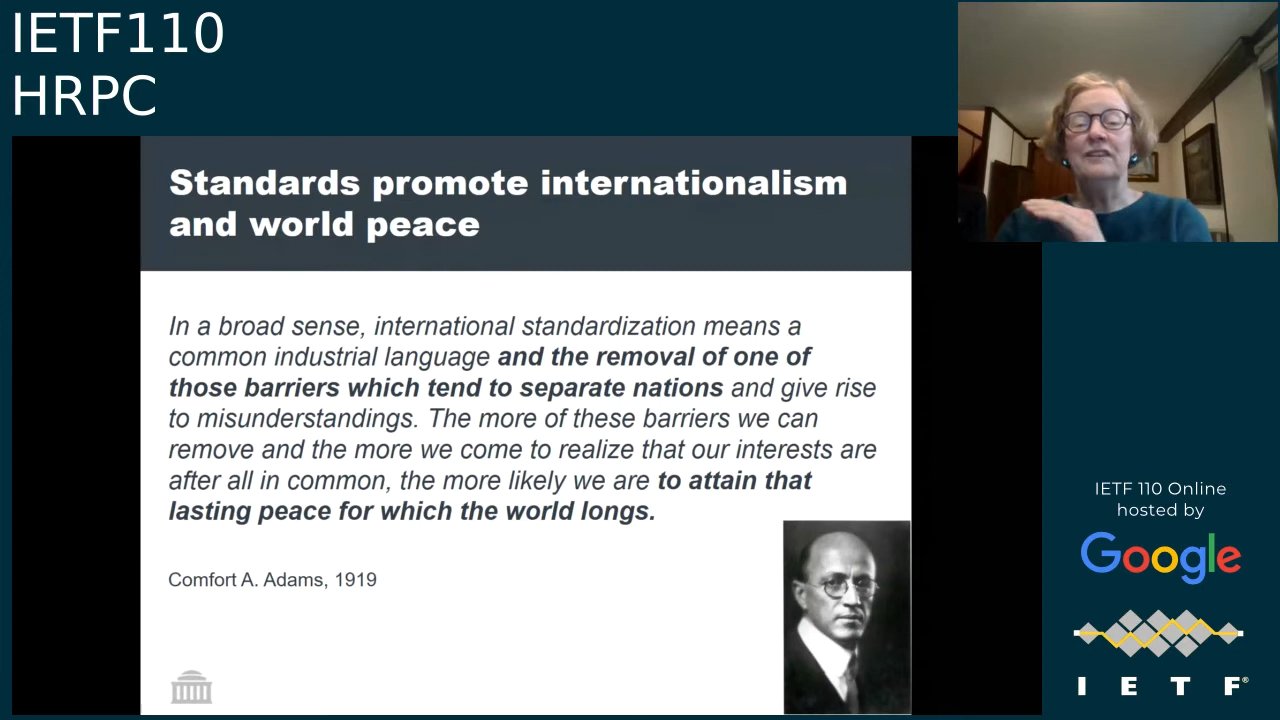 IETF110
HRPC
Standards promote internationalism
and world peace
In a broad sense, international standardization means a
common industrial language and the removal of one of
those barriers which tend to separate nations and give rise
to misunderstandings. The more of these barriers we can
remove and the more we come to realize that our interests are
after all in common, the more likely we are to attain that
lasting peace for which the world longs.
Comfort A. Adams, 1919
IETF 110 Online
hosted by
Google
I E T F®